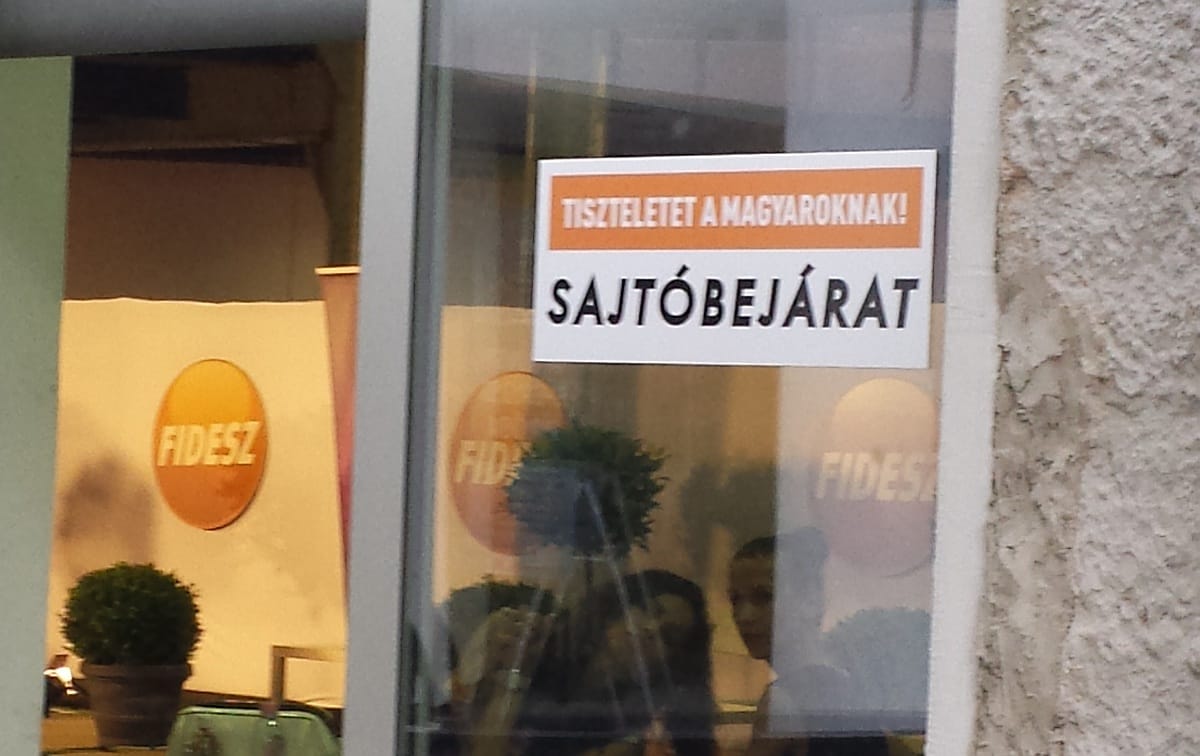 TISZTELETET A MAGYAROKNAK!
SAJTÓBEJÁRAT
FIDESZ
FIDESZ
FIDESZ